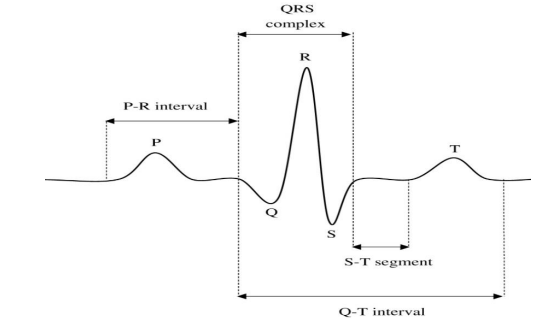 QRS
complex
R
P-R interval
P
T
Q
S
S-T segment
Q-T interval